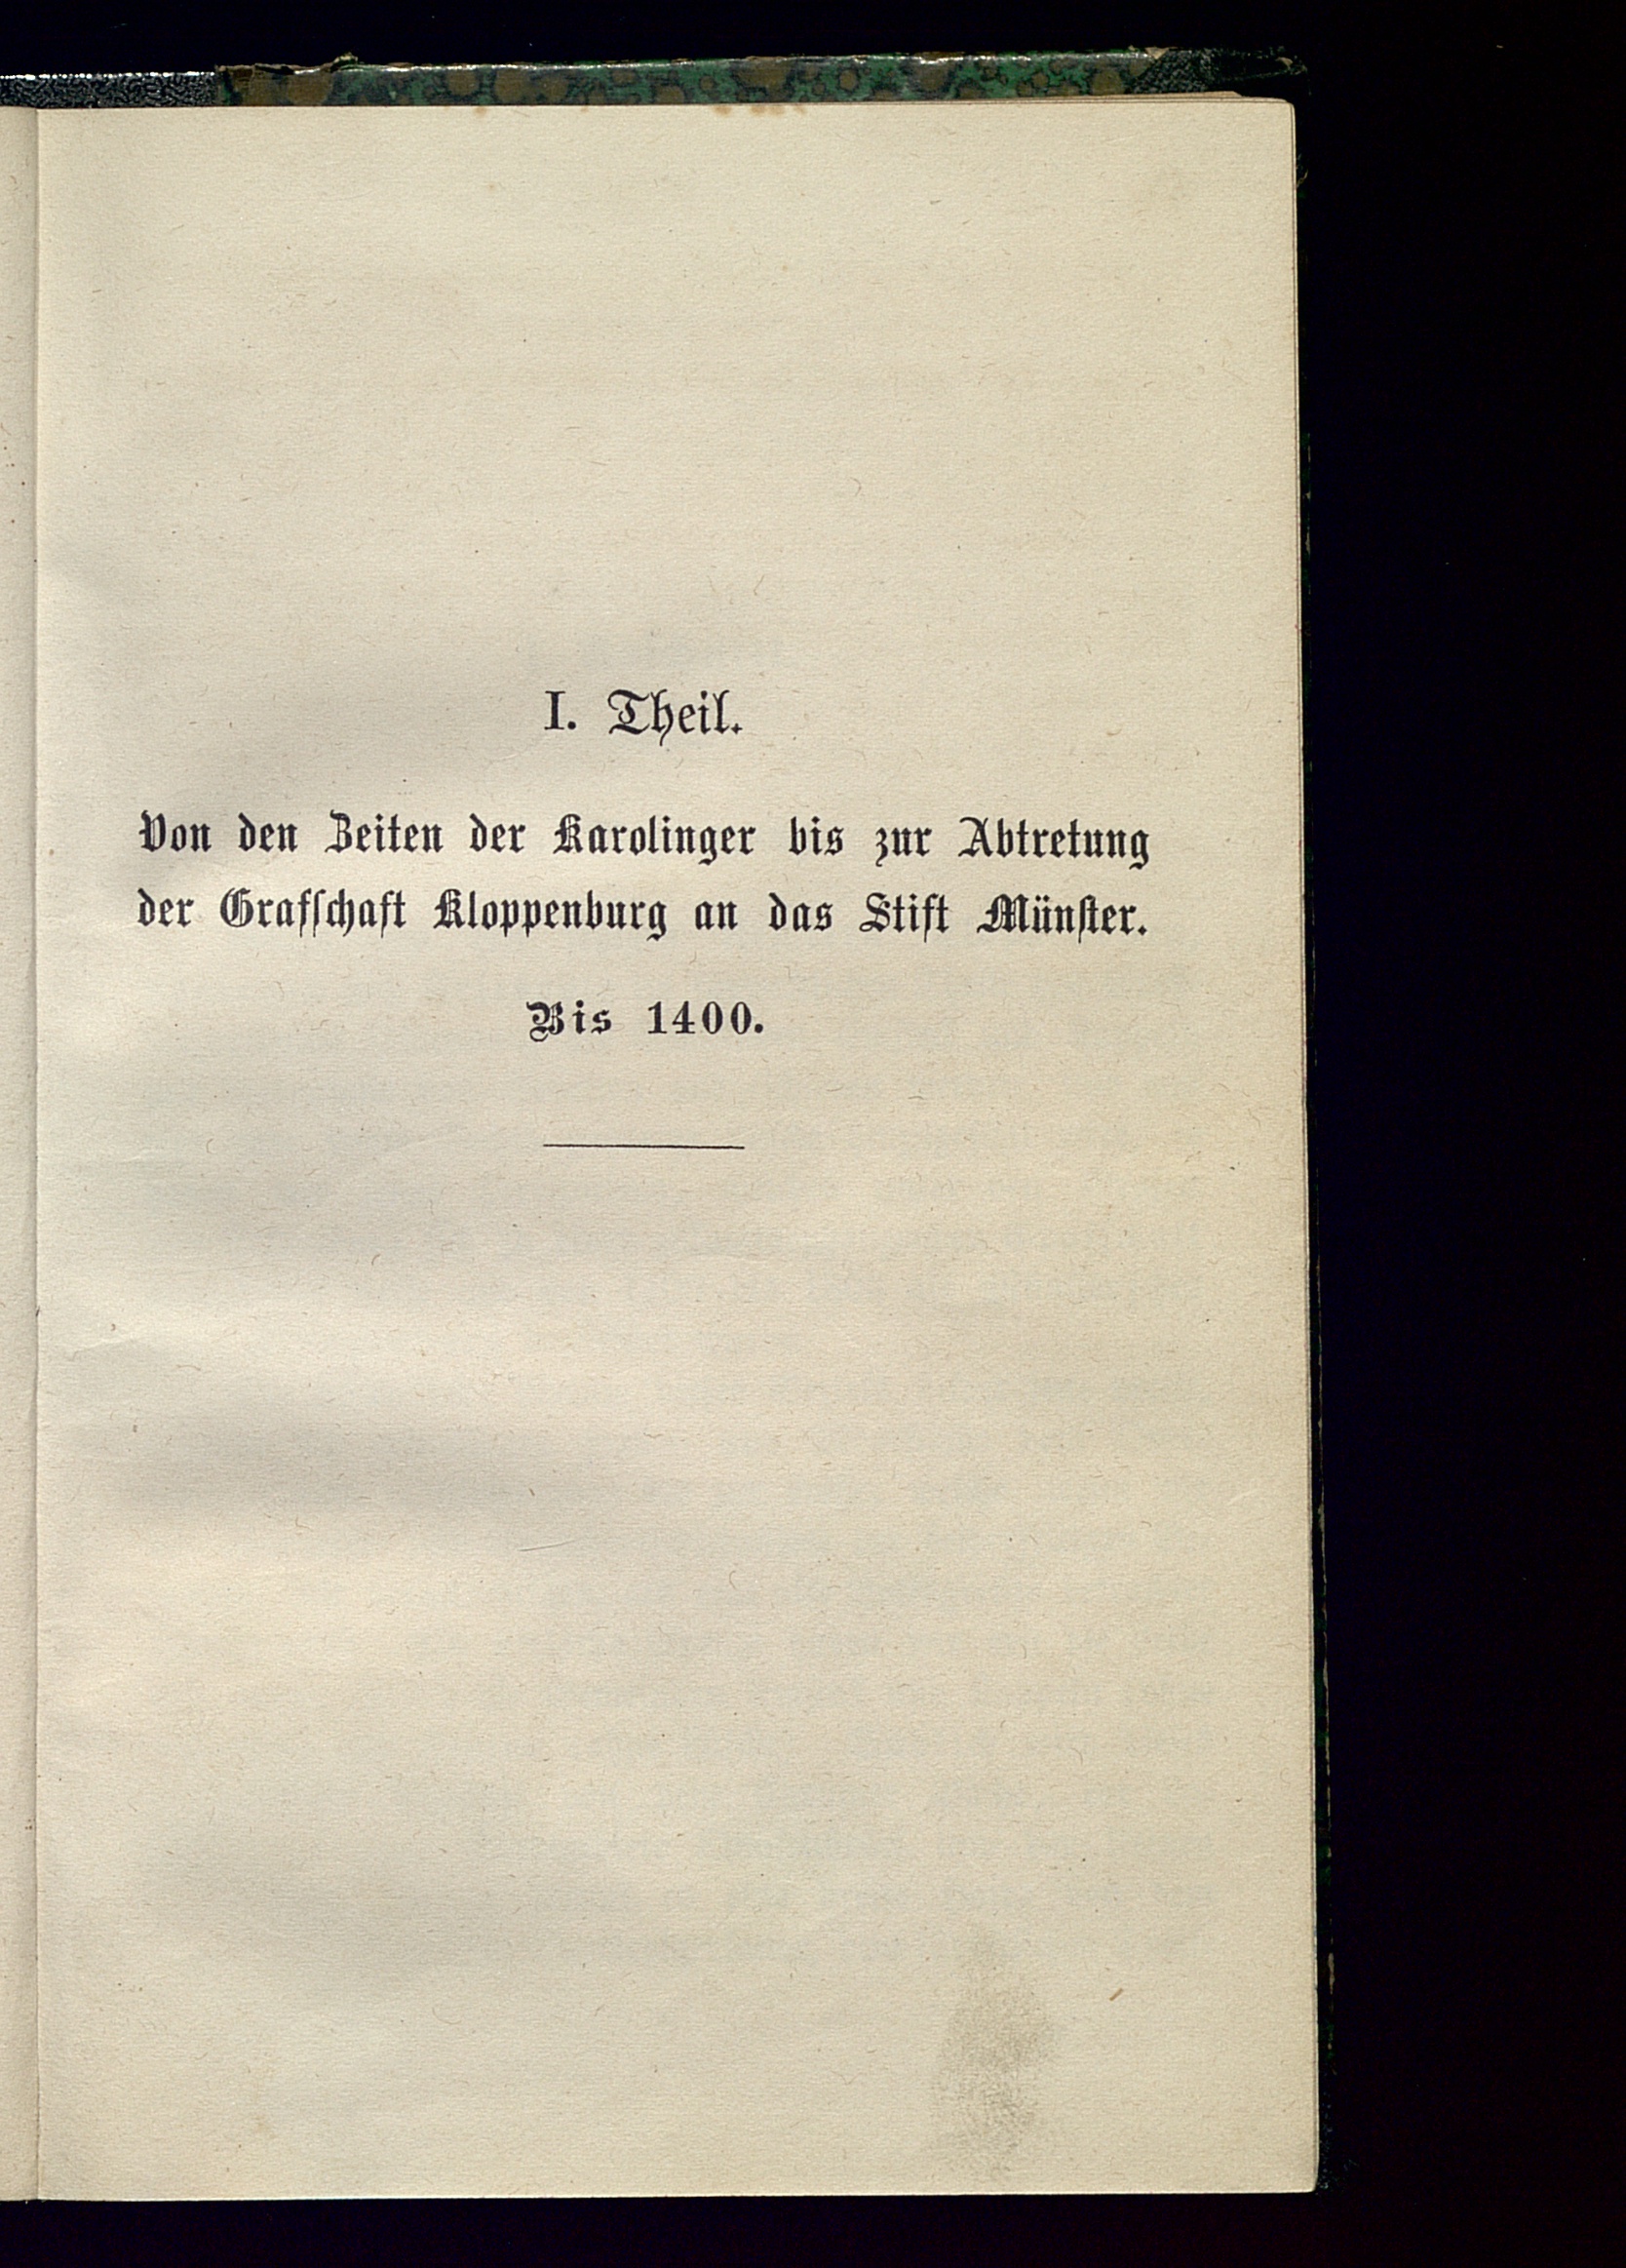 I. Theil.
Von den Zeiten der Karolinger bis zur Abtretung
der Grafſchaft Kloppenburg an das Stift Münſter.
Bis 1400.